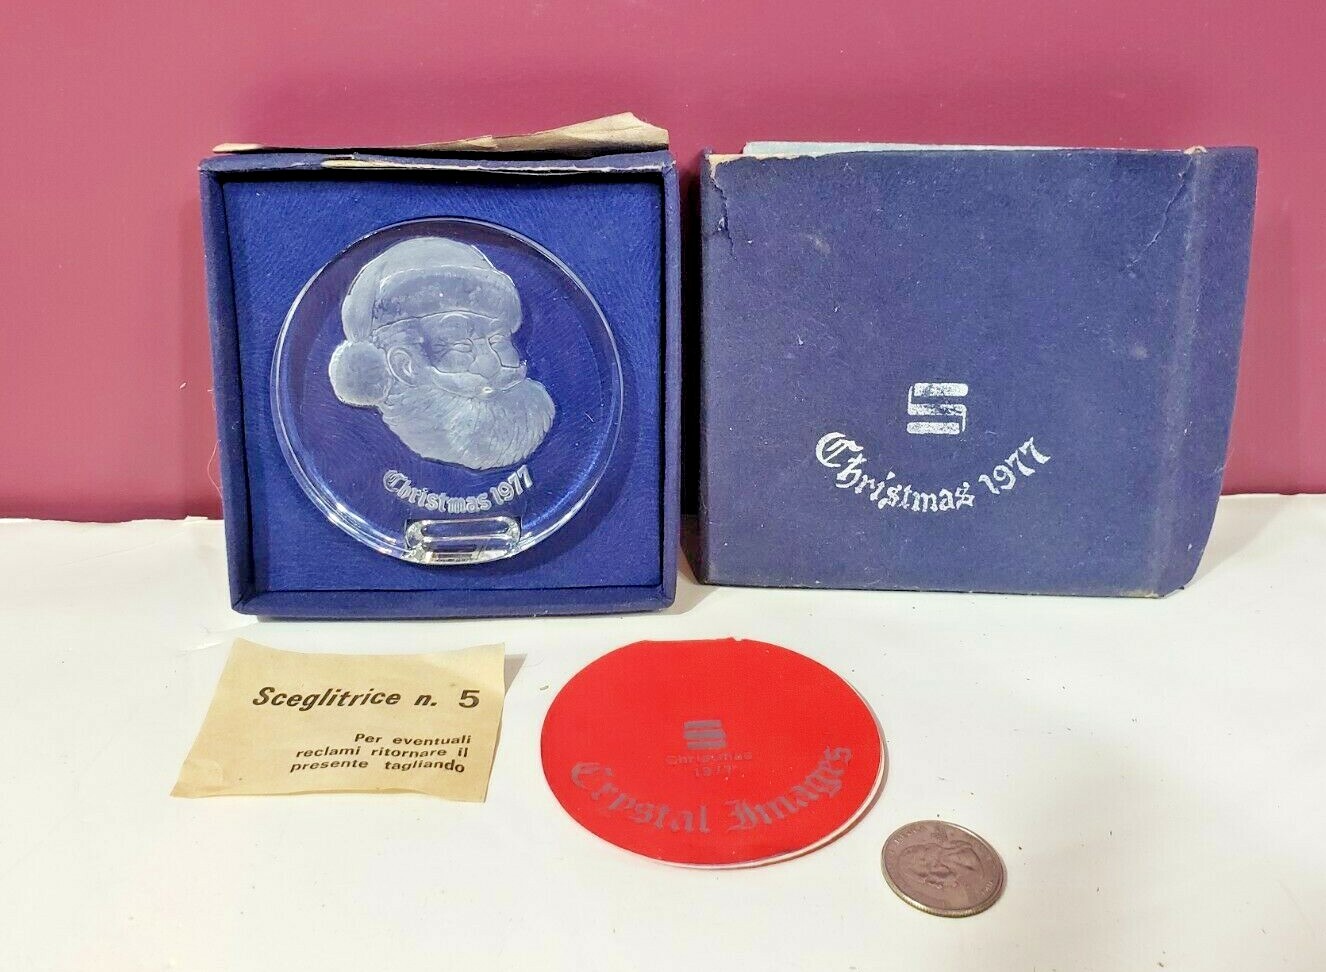 Christmas 1977
S
Christmas 1977
Sceglitrice n. 5
Per eventuali
reclami ritornare il
presente tagliando
S
Christmas
1977
Crystal Images